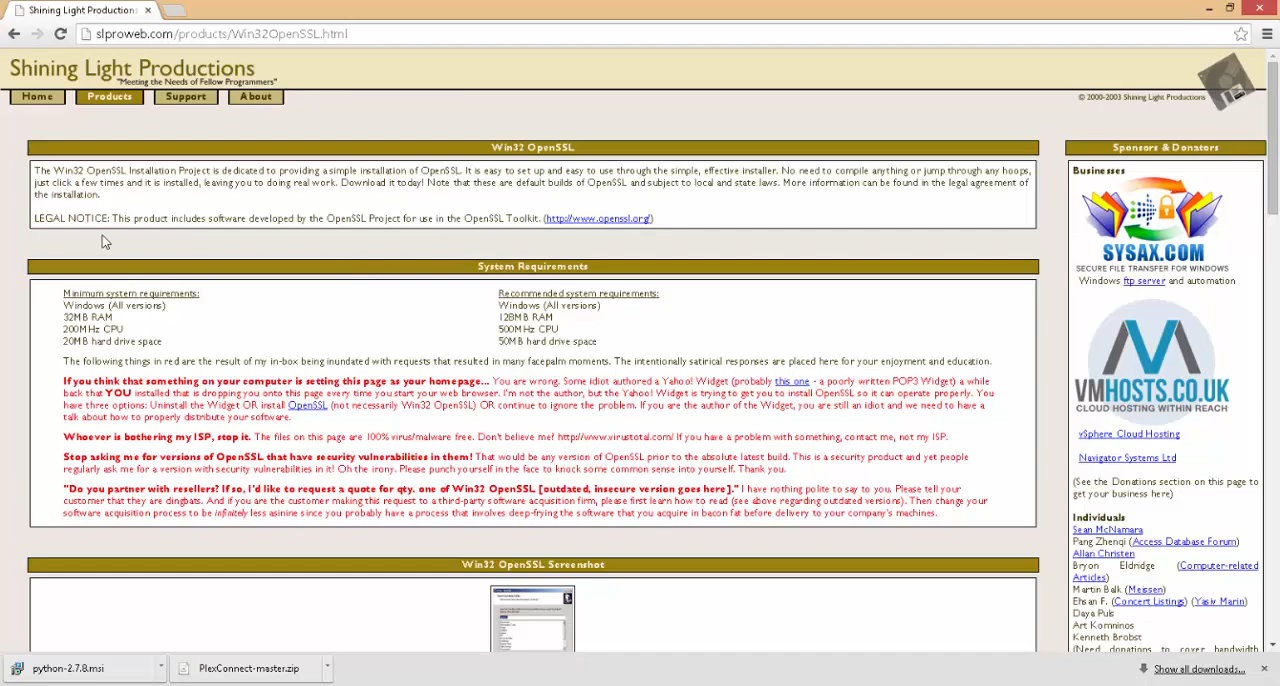 Shining Light Productions
slproweb.com/products/Win32OpenSSL.html
Shining Light Productions
"Meeting the Needs of Fellow Programmers"
Home
Products
Support
About
© 2000-2003 Shining Light Productions
Win32 OpenSSL
The Win32 OpenSSL Installation Project is dedicated to providing a simple installation of OpenSSL. It is easy to set up and easy to use through the simple, effective installer. No need to compile anything or jump through any hoops,
just click a few times and it is installed, leaving you to doing real work. Download it today! Note that these are default builds of OpenSSL and subject to local and state laws. More information can be found in the legal agreement of
the installation.
LEGAL NOTICE: This product includes software developed by the OpenSSL Project for use in the OpenSSL Toolkit. (http://www.openssl.org/)
System Requirements
Minimum system requirements:
Windows (All versions)
32MB RAM
200MHz CPU
20MB hard drive space
Recommended system requirements:
Windows (All versions)
128MB RAM
500MHz CPU
50MB hard drive space
The following things in red are the result of my in-box being inundated with requests that resulted in many facepalm moments. The intentionally satirical responses are placed here for your enjoyment and education.
If you think that something on your computer is setting this page as your homepage... You are wrong. Some idiot authored a Yahoo! Widget (probably this one - a poorly written POP3 Widget) a while
back that YOU installed that is dropping you onto this page every time you start your web browser. I'm not the author, but the Yahoo! Widget is trying to get you to install OpenSSL so it can operate properly. You
have three options: Uninstall the Widget OR install OpenSSL (not necessarily Win32 OpenSSL) OR continue to ignore the problem. If you are the author of the Widget, you are still an idiot and we need to have a
talk about how to properly distribute your software.
Whoever is bothering my ISP, stop it. The files on this page are 100% virus/malware free. Don't believe me? http://www.virustotal.com/ If you have a problem with something, contact me, not my ISP.
Stop asking me for versions of OpenSSL that have security vulnerabilities in them! That would be any version of OpenSSL prior to the absolute latest build. This is a security product and yet people
regularly ask me for a version with security vulnerabilities in it! Oh the irony. Please punch yourself in the face to knock some common sense into yourself. Thank you.
"Do you partner with resellers? If so, I'd like to request a quote for qty. one of Win32 OpenSSL [outdated, insecure version goes here]." I have nothing polite to say to you. Please tell your
customer that they are dingbats. And if you are the customer making this request to a third-party software acquisition firm, please first learn how to read (see above regarding outdated versions). Then change your
software acquisition process to be infinitely less asinine since you probably have a process that involves deep-frying the software that you acquire in bacon fat before delivery to your company's machines.
Win32 OpenSSL Screenshot
Sponsors & Donators
Businesses
SYSAX.COM
SECURE FILE TRANSFER FOR WINDOWS
Windows ftp server and automation
VMHOSTS.CO.UK
CLOUD HOSTING WITHIN REACH
vSphere Cloud Hosting
Navigator Systems Ltd
(See the Donations section on this page to
get your business here)
Individuals
Sean McNamara
Pang Zhenqi (Access Database Forum)
Allan Christen
Bryon Eldridge (Computer-related
Articles)
Martin Balk (Meissen)
Ehsan F. (Concert Listings) (Yasiv Marin)
Daya Puls
Art Komninos
Kenneth Brobst
(Need donations to cover bandwidth
python-2.7.8.msi
PlexConnect-master.zip
Show all downloads...